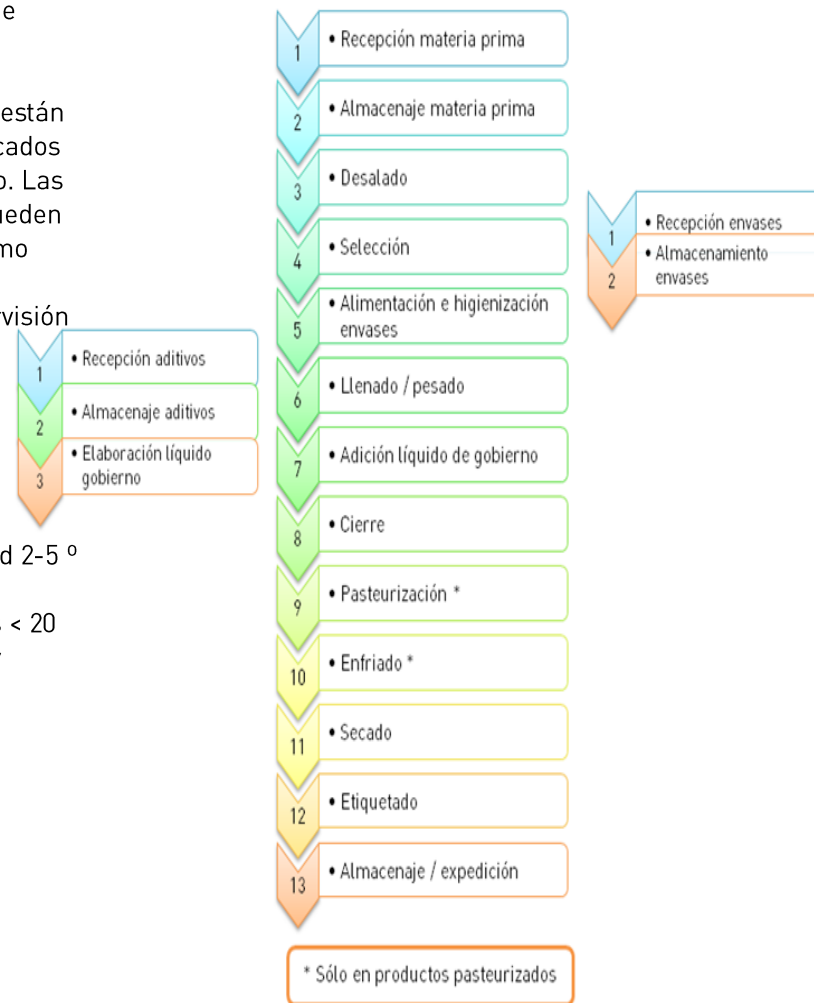 e
están
cados
o. Las
ueden
mo
visión
1
• Recepción aditivos
2
• Almacenaje aditivos
3
• Elaboración líquido
gobierno
d 2-5 º
< 20
1
• Recepción materia prima
2
• Almacenaje materia prima
3
• Desalado
4
• Selección
5
• Alimentación e higienización
envases
6
• Llenado / pesado
7
• Adición líquido de gobierno
8
• Cierre
9
• Pasteurización *
10
• Enfriado *
11
• Secado
12
• Etiquetado
13
• Almacenaje / expedición
* Sólo en productos pasteurizados
1
• Recepción envases
2
• Almacenamiento
envases